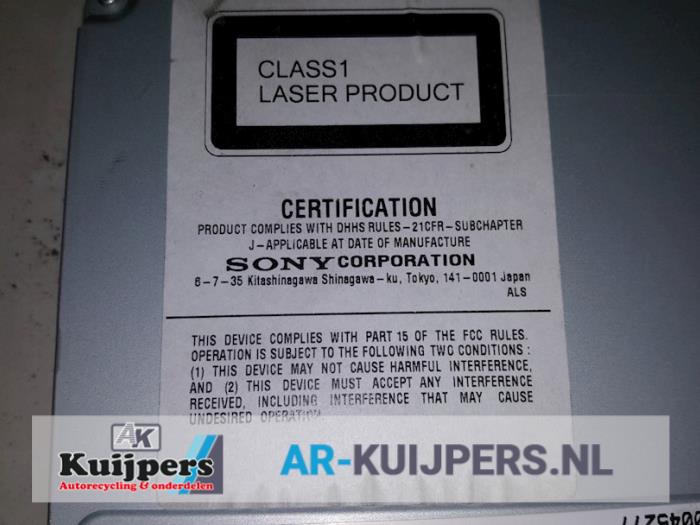 CLASS1
LASER PRODUCT
CERTIFICATION
PRODUCT COMPLIES WITH DHHS RULES-21CFR-SUBCHAPTER
J-APPLICABLE AT DATE OF MANUFACTURE
SONY CORPORATION
6-7-35 Kitashinagawa Shinagawa-ku, Tokyo, 141-0001 Japan
ALS
THIS DEVICE COMPLIES WITH PART 15 OF THE FCC RULES.
OPERATION IS SUBJECT TO THE FOLLOWING TWO CONDITIONS :
(1) THIS DEVICE MAY NOT CAUSE HARMFUL INTERFERENCE,
AND (2) THIS DEVICE MUST ACCEPT ANY INTERFERENCE
RECEIVED, INCLUDING INTERFERENCE THAT MAY CAUSE
UNDESIRED OPERATION.
AK
Kuijpers
Autorecycling & onderdelen
AR-KUIJPERS.NL